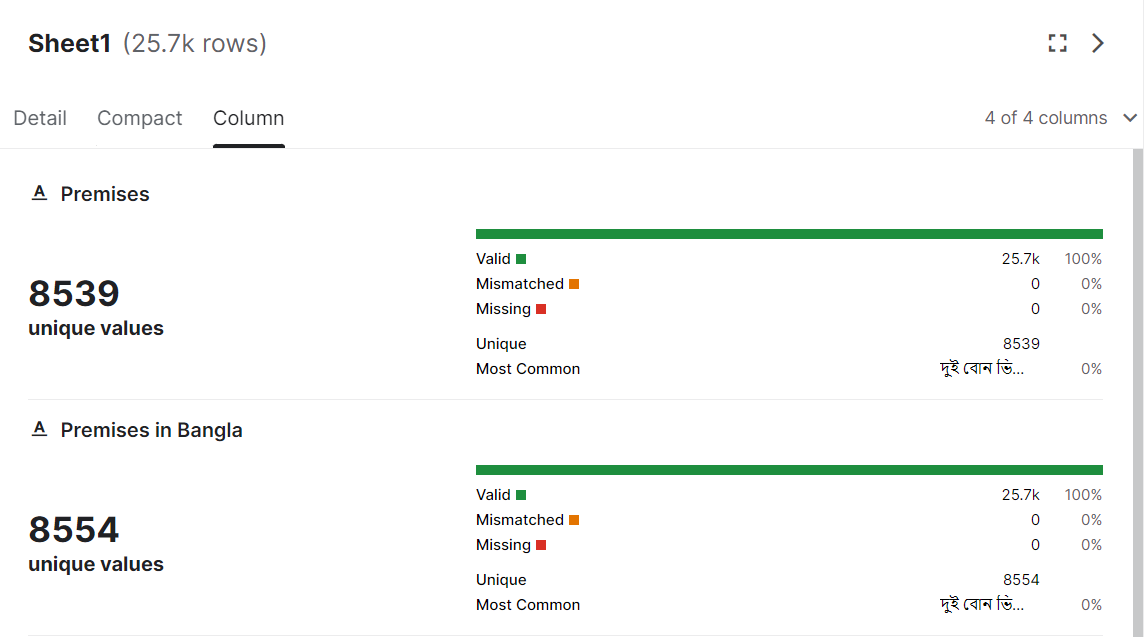 Sheet1 (25.7k rows)
Detail Compact Column 4 of 4 columns
A Premises
Valid 25.7k 100%
Mismatched 0 0%
8539
Missing 0 0%
unique values
Unique 8539
Most Common দুই বোন ভি... 0%
A Premises in Bangla
Valid 25.7k 100%
Mismatched 0 0%
8554
Missing 0 0%
unique values
Unique 8554
Most Common দুই বোন ভি... 0%